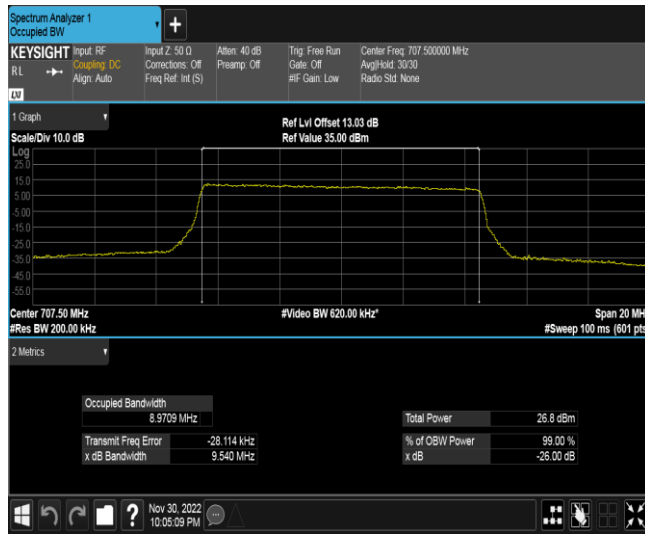 Spectrum Analyzer 1
Occupied BW
+
KEYSIGHT
RL
LXI
Input: RF
Coupling: DC
Align: Auto
Input Z: 50 Ω
Corrections: Off
Freq Ref: Int (S)
Atten: 40 dB
Preamp: Off
Trig: Free Run
Gate: Off
#IF Gain: Low
Center Freq: 707.500000 MHz
Avg|Hold: 30/30
Radio Std: None
1 Graph
Scale/Div 10.0 dB
Ref Lvl Offset 13.03 dB
Ref Value 35.00 dBm
Log
25.0
15.0
5.00
-5.00
-15.0
-25.0
-35.0
-45.0
-55.0
Center 707.50 MHz
#Video BW 620.00 kHz*
Span 20 MH
#Res BW 200.00 kHz
#Sweep 100 ms (601 pts
2 Metrics
Occupied Bandwidth
8.9709 MHz
Total Power 26.8 dBm
Transmit Freq Error -28.114 kHz
% of OBW Power 99.00 %
x dB Bandwidth 9.540 MHz
x dB -26.00 dB
?
Nov 30, 2022
10:05:09 PM